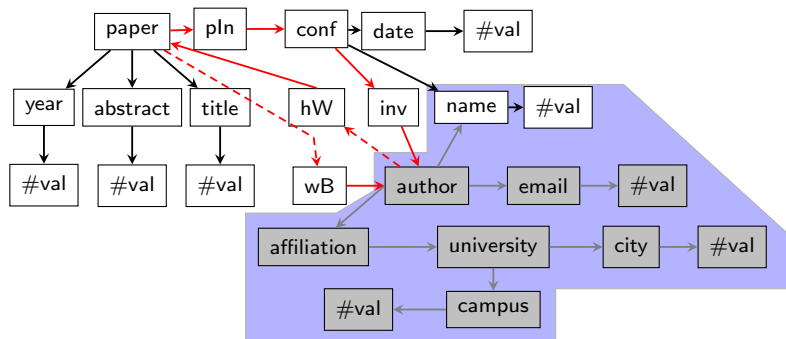 paper pIn conf date #val
year abstract title hW inv name #val
#val #val #val wB author email #val
affiliation university city #val
#val campus